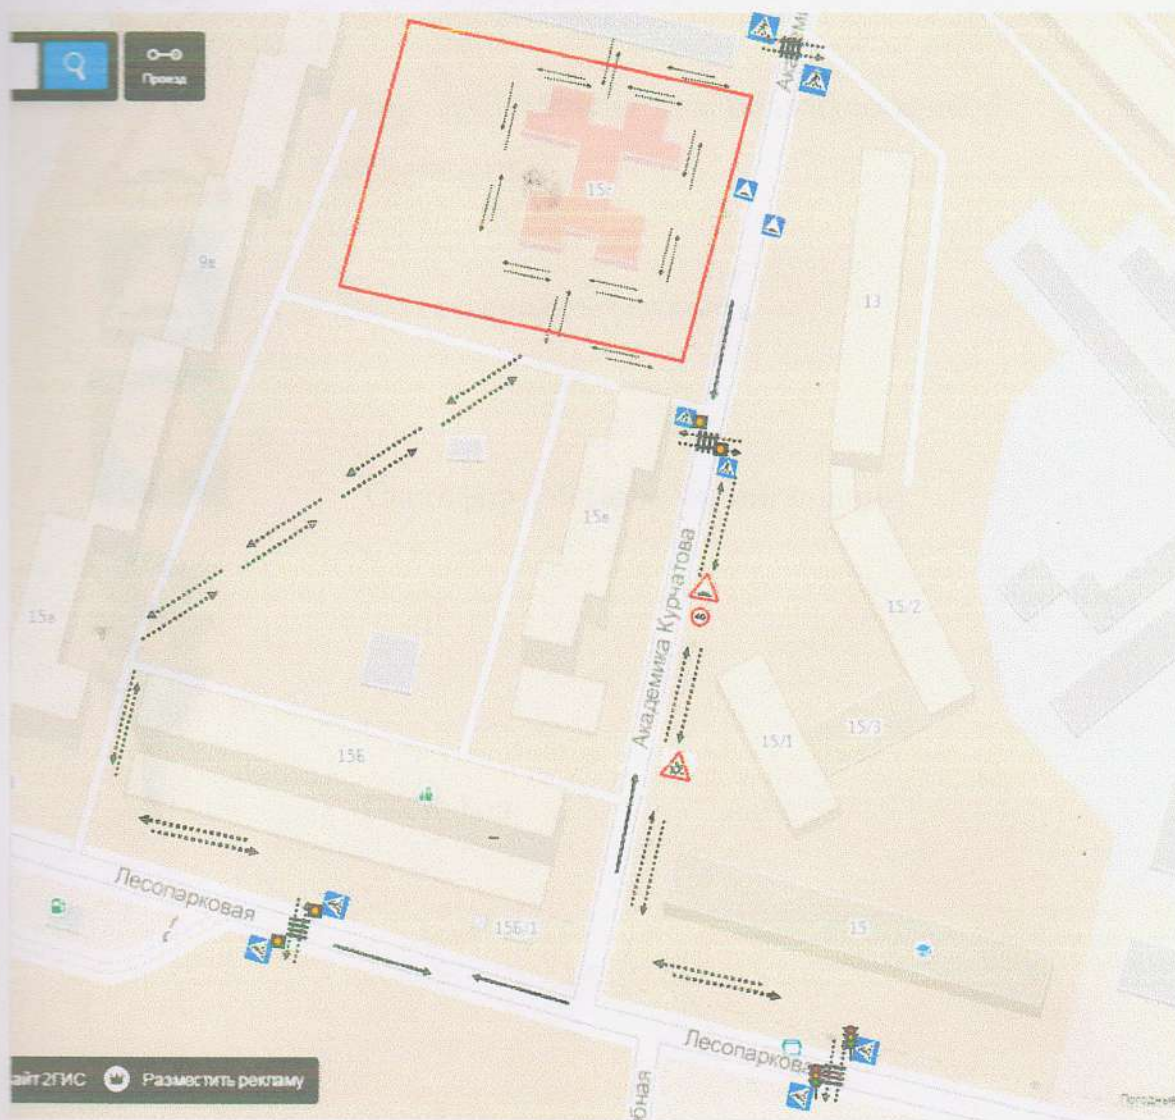 Проезд
15г
9в
13
15в
Академика Курчатова
15/2
15а
15/1
15/3
15Б
Лесопарковая
15Б/1
15
Лесопарковая
айт 2ГИС
Разместить рекламу
бная